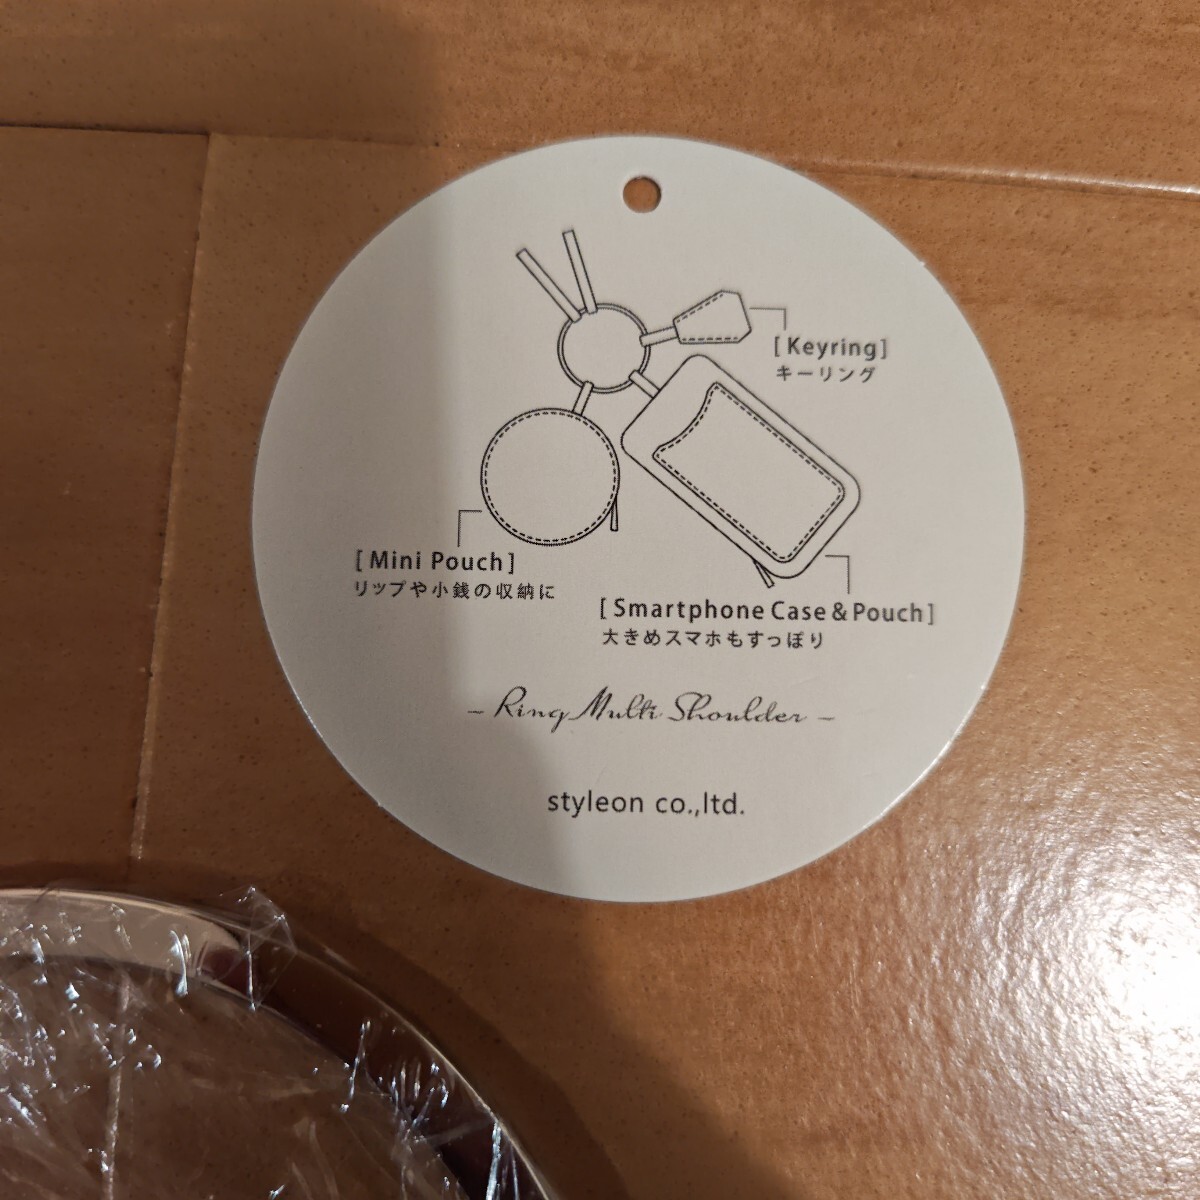 [Keyring]
キーリング
[Mini Pouch]
リップや小銭の収納に
[Smartphone Case & Pouch]
大きめスマホもすっぽり
- Ring Multi Shoulder -
styleon co.,ltd.